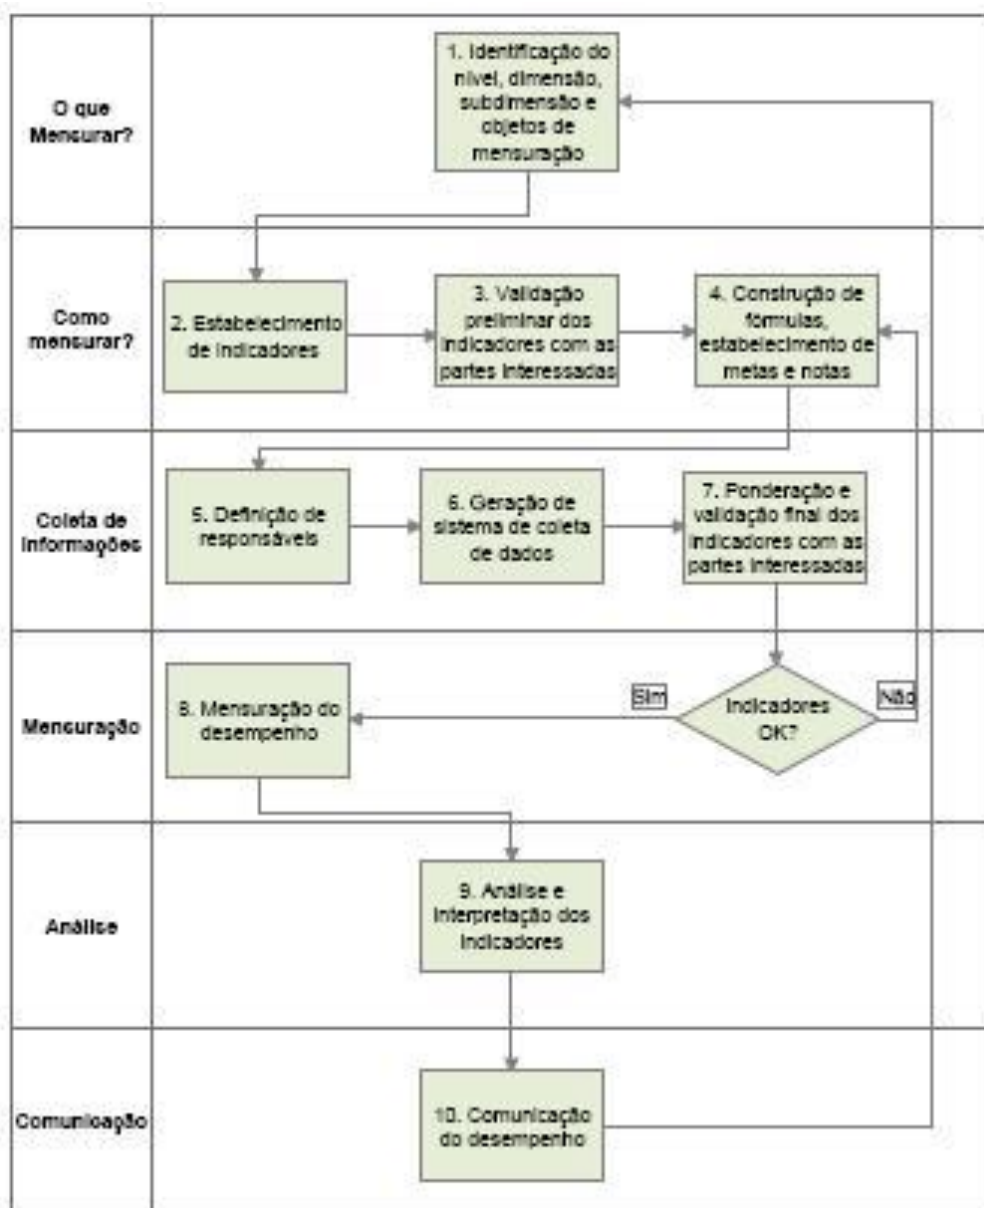 O que
Mensurar?
1. Identificação do
nível, dimensão,
subdimensão e
objetos de
mensuração
Como
mensurar?
2. Estabelecimento
de indicadores
3. Validação
preliminar dos
indicadores com as
partes interessadas
4. Construção de
fórmulas,
estabelecimento de
metas e notas
Coleta de
informações
5. Definição de
responsáveis
6. Geração de
sistema de coleta
de dados
7. Ponderação e
validação final dos
indicadores com as
partes interessadas
Mensuração
8. Mensuração do
desempenho
Sim
Indicadores
OK?
Não
Análise
9. Análise e
interpretação dos
indicadores
Comunicação
10. Comunicação
do desempenho